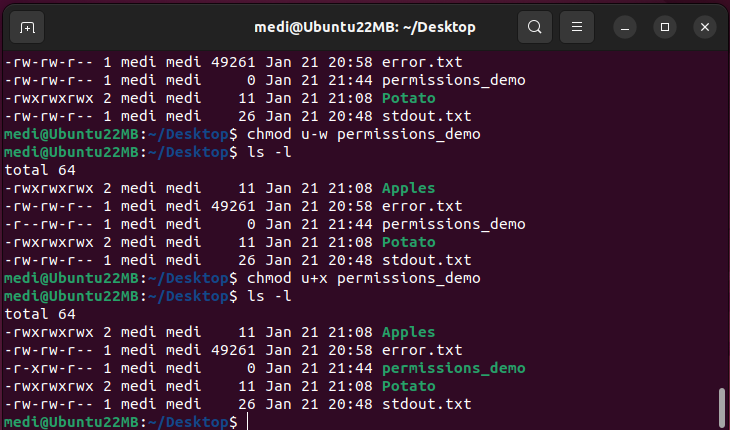 medi@Ubuntu22MB: ~/Desktop
-rw-rw-r-- 1 medi medi 49261 Jan 21 20:58 error.txt
-rw-rw-r-- 1 medi medi     0 Jan 21 21:44 permissions_demo
-rwxrwxrwx 2 medi medi    11 Jan 21 21:08 Potato
-rw-rw-r-- 1 medi medi    26 Jan 21 20:48 stdout.txt
medi@Ubuntu22MB:~/Desktop$ chmod u-w permissions_demo
medi@Ubuntu22MB:~/Desktop$ ls -l
total 64
-rwxrwxrwx 2 medi medi    11 Jan 21 21:08 Apples
-rw-rw-r-- 1 medi medi 49261 Jan 21 20:58 error.txt
-r--rw-r-- 1 medi medi     0 Jan 21 21:44 permissions_demo
-rwxrwxrwx 2 medi medi    11 Jan 21 21:08 Potato
-rw-rw-r-- 1 medi medi    26 Jan 21 20:48 stdout.txt
medi@Ubuntu22MB:~/Desktop$ chmod u+x permissions_demo
medi@Ubuntu22MB:~/Desktop$ ls -l
total 64
-rwxrwxrwx 2 medi medi    11 Jan 21 21:08 Apples
-rw-rw-r-- 1 medi medi 49261 Jan 21 20:58 error.txt
-r-xrw-r-- 1 medi medi     0 Jan 21 21:44 permissions_demo
-rwxrwxrwx 2 medi medi    11 Jan 21 21:08 Potato
-rw-rw-r-- 1 medi medi    26 Jan 21 20:48 stdout.txt
medi@Ubuntu22MB:~/Desktop$